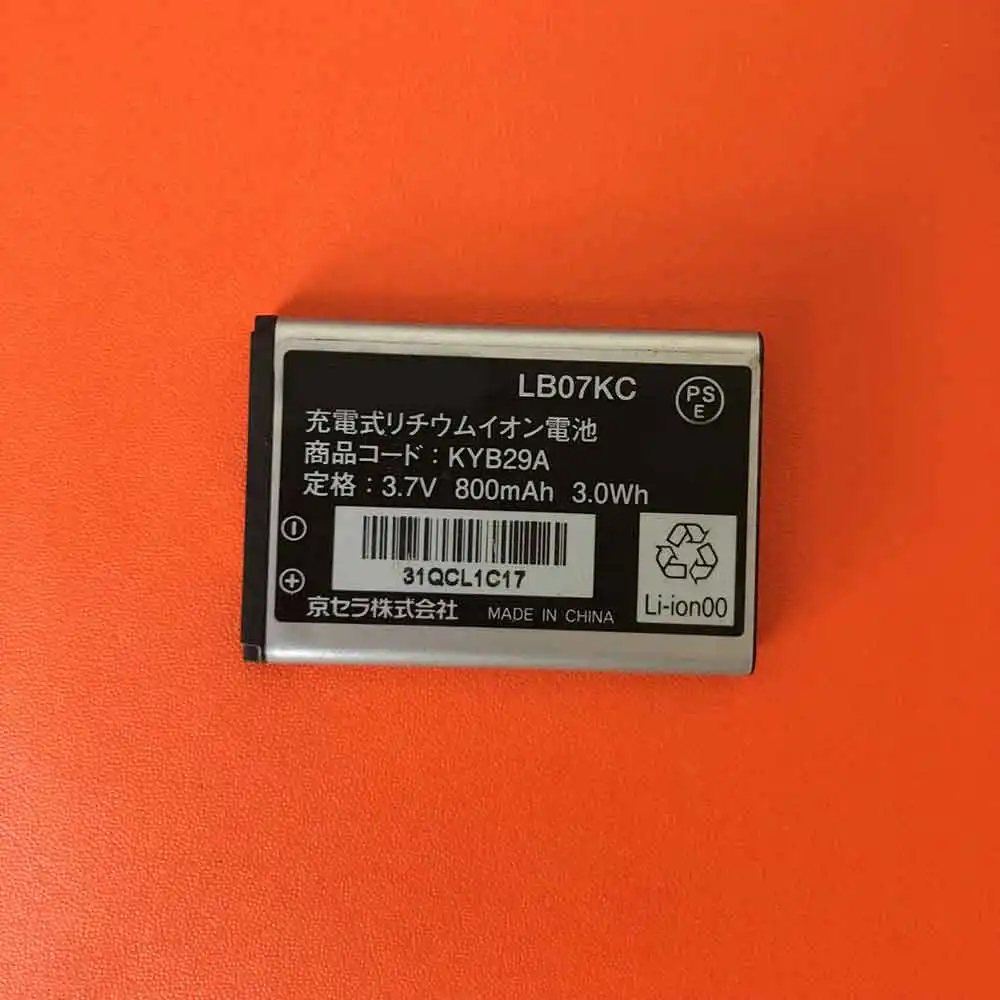 LB07KC
PS
E
充電式リチウムイオン電池
商品コード：KYB29A
定格：3.7V 800mAh 3.0Wh
31QCL1C17
Li-ion00
京セラ株式会社 MADE IN CHINA